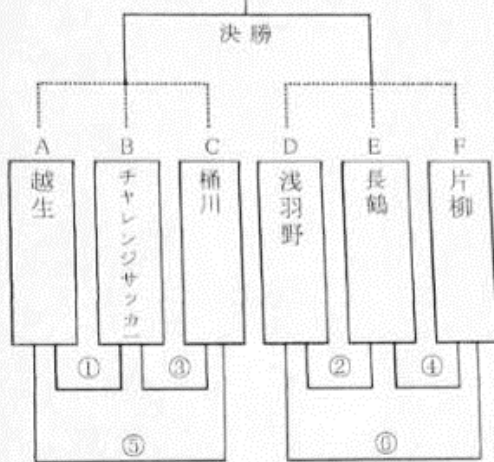 決勝
A B C D E F
越生
チャレンジサッカー
桶川
浅羽野
長鶴
片柳
① ③ ② ④
⑤ ⑥